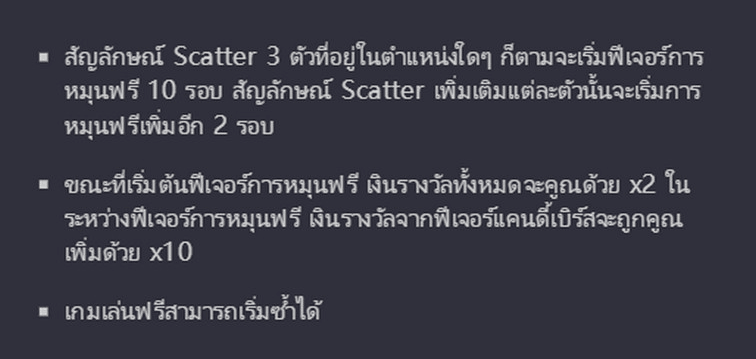 สัญลักษณ์ Scatter 3 ตัวที่อยู่ในตำแหน่งใดๆ ก็ตามจะเริ่มฟีเจอร์การ
หมุนฟรี 10 รอบ สัญลักษณ์ Scatter เพิ่มเติมแต่ละตัวนั้นจะเริ่มการ
หมุนฟรีเพิ่มอีก 2 รอบ
ขณะที่เริ่มต้นฟีเจอร์การหมุนฟรี เงินรางวัลทั้งหมดจะคูณด้วย x2 ใน
ระหว่างฟีเจอร์การหมุนฟรี เงินรางวัลจากฟีเจอร์แคนดี้เบิร์สจะถูกคูณ
เพิ่มด้วย x10
เกมเล่นฟรีสามารถเริ่มซ้ำได้